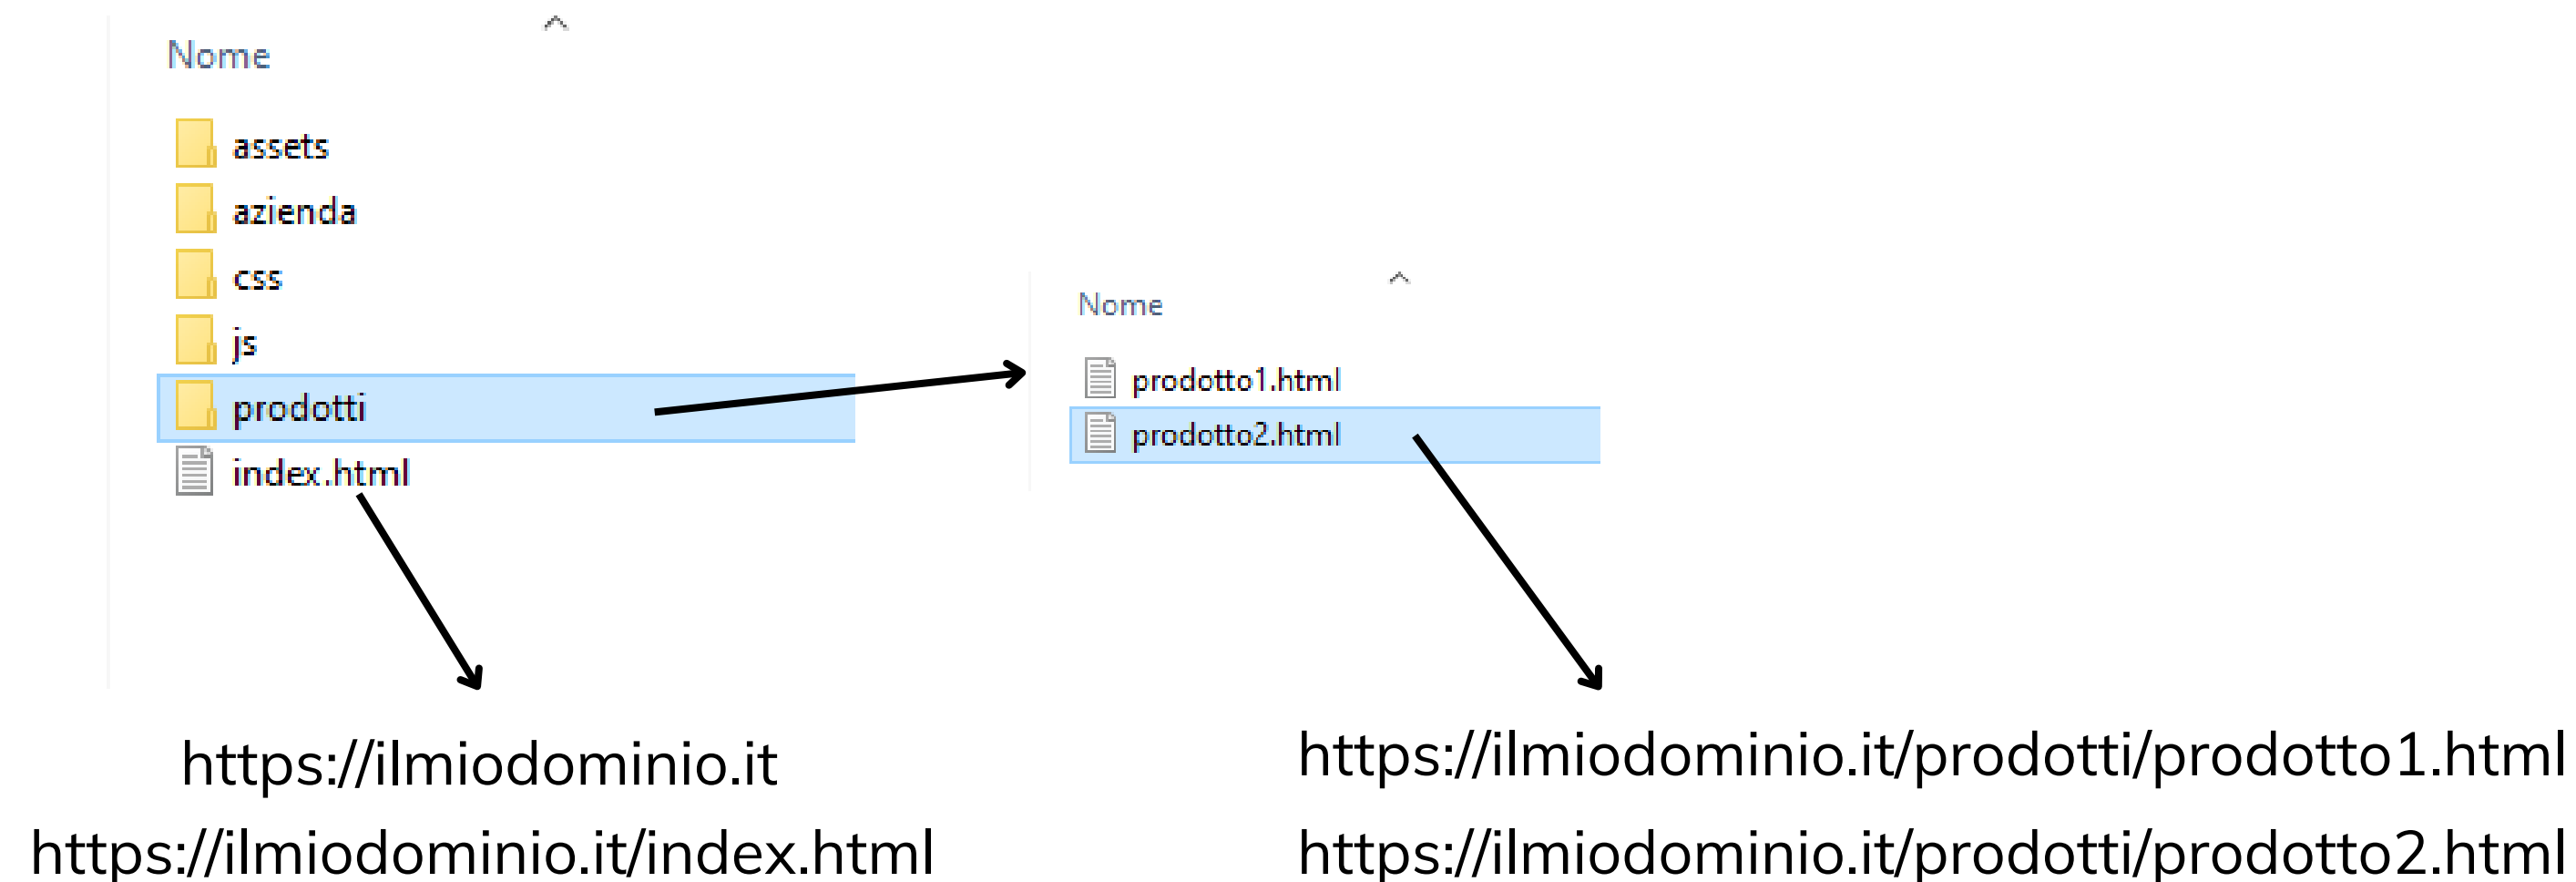 Nome
assets
azienda
css
js
prodotti
index.html
Nome
prodotto1.html
prodotto2.html
https://ilmiodominio.it
https://ilmiodominio.it/index.html
https://ilmiodominio.it/prodotti/prodotto1.html
https://ilmiodominio.it/prodotti/prodotto2.html